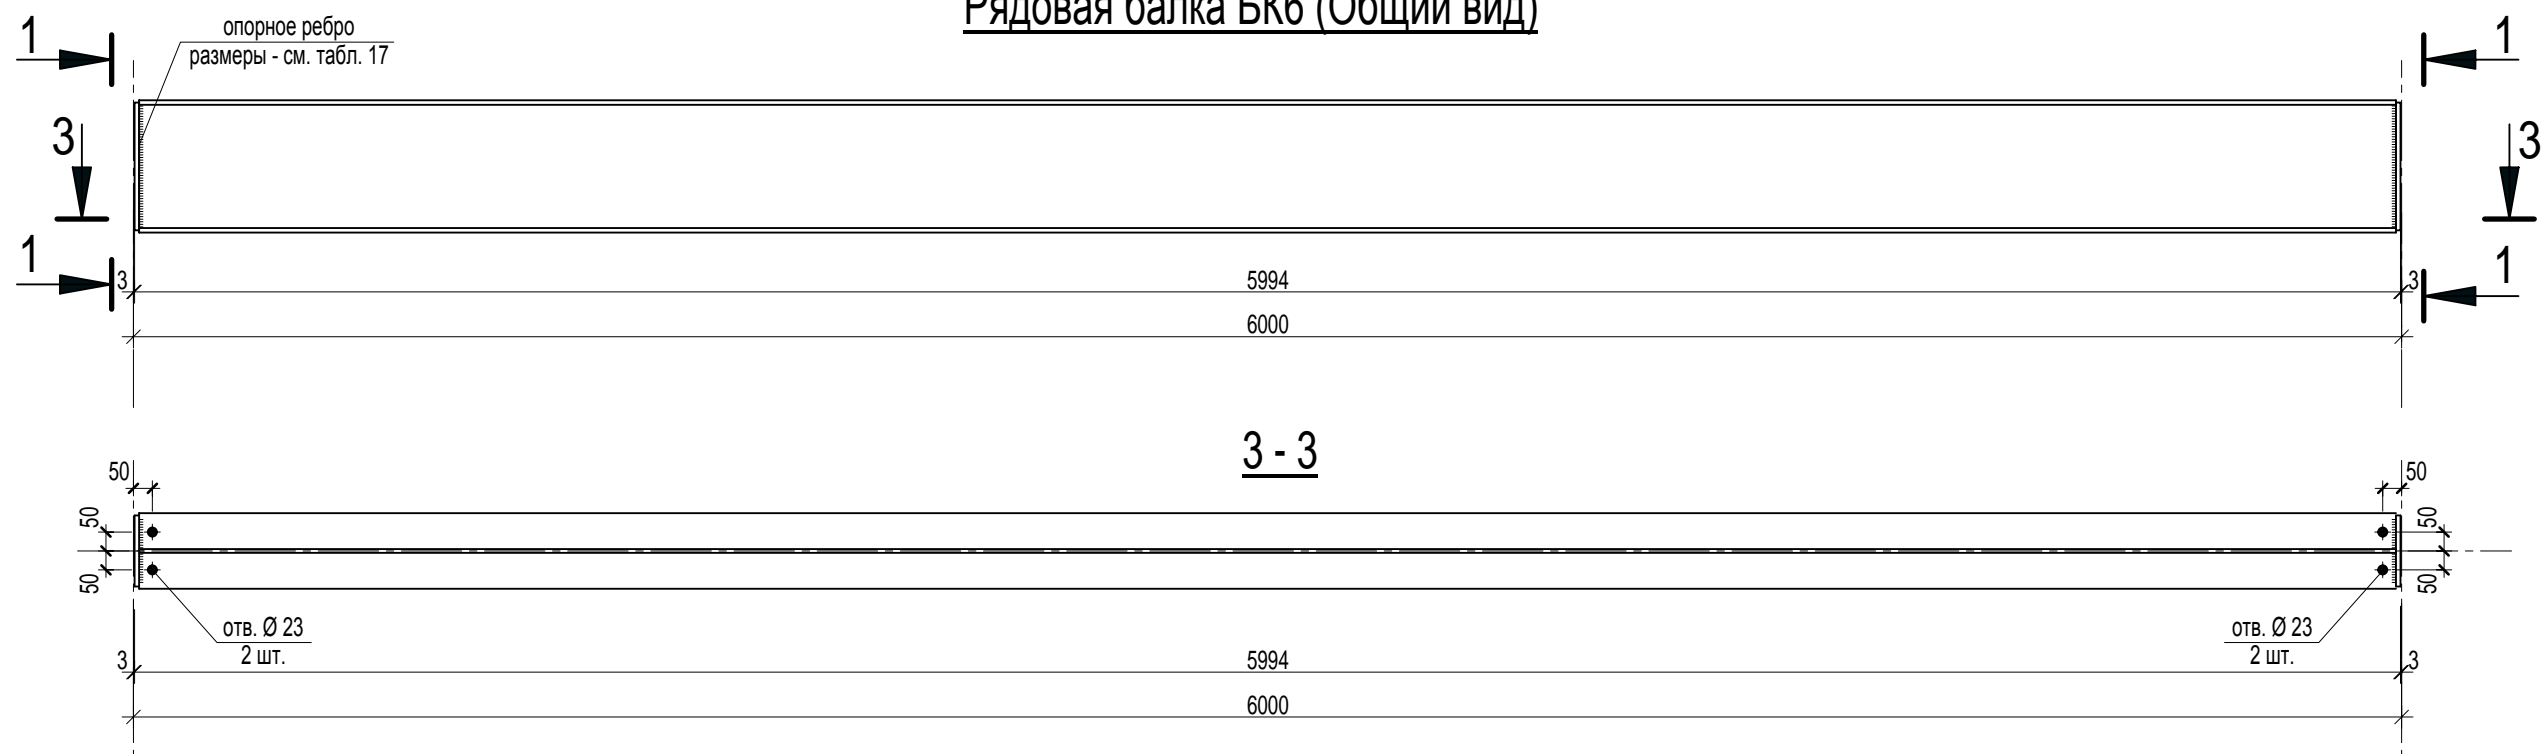 Рядовая балка БК6 (Общий вид)
1
опорное ребро
размеры - см. табл. 17
1
3
3
1
1
3
5994
3
6000
3 - 3
50
50
50
50
50
50
отв. Ø 23
2 шт.
отв. Ø 23
2 шт.
3
5994
3
6000